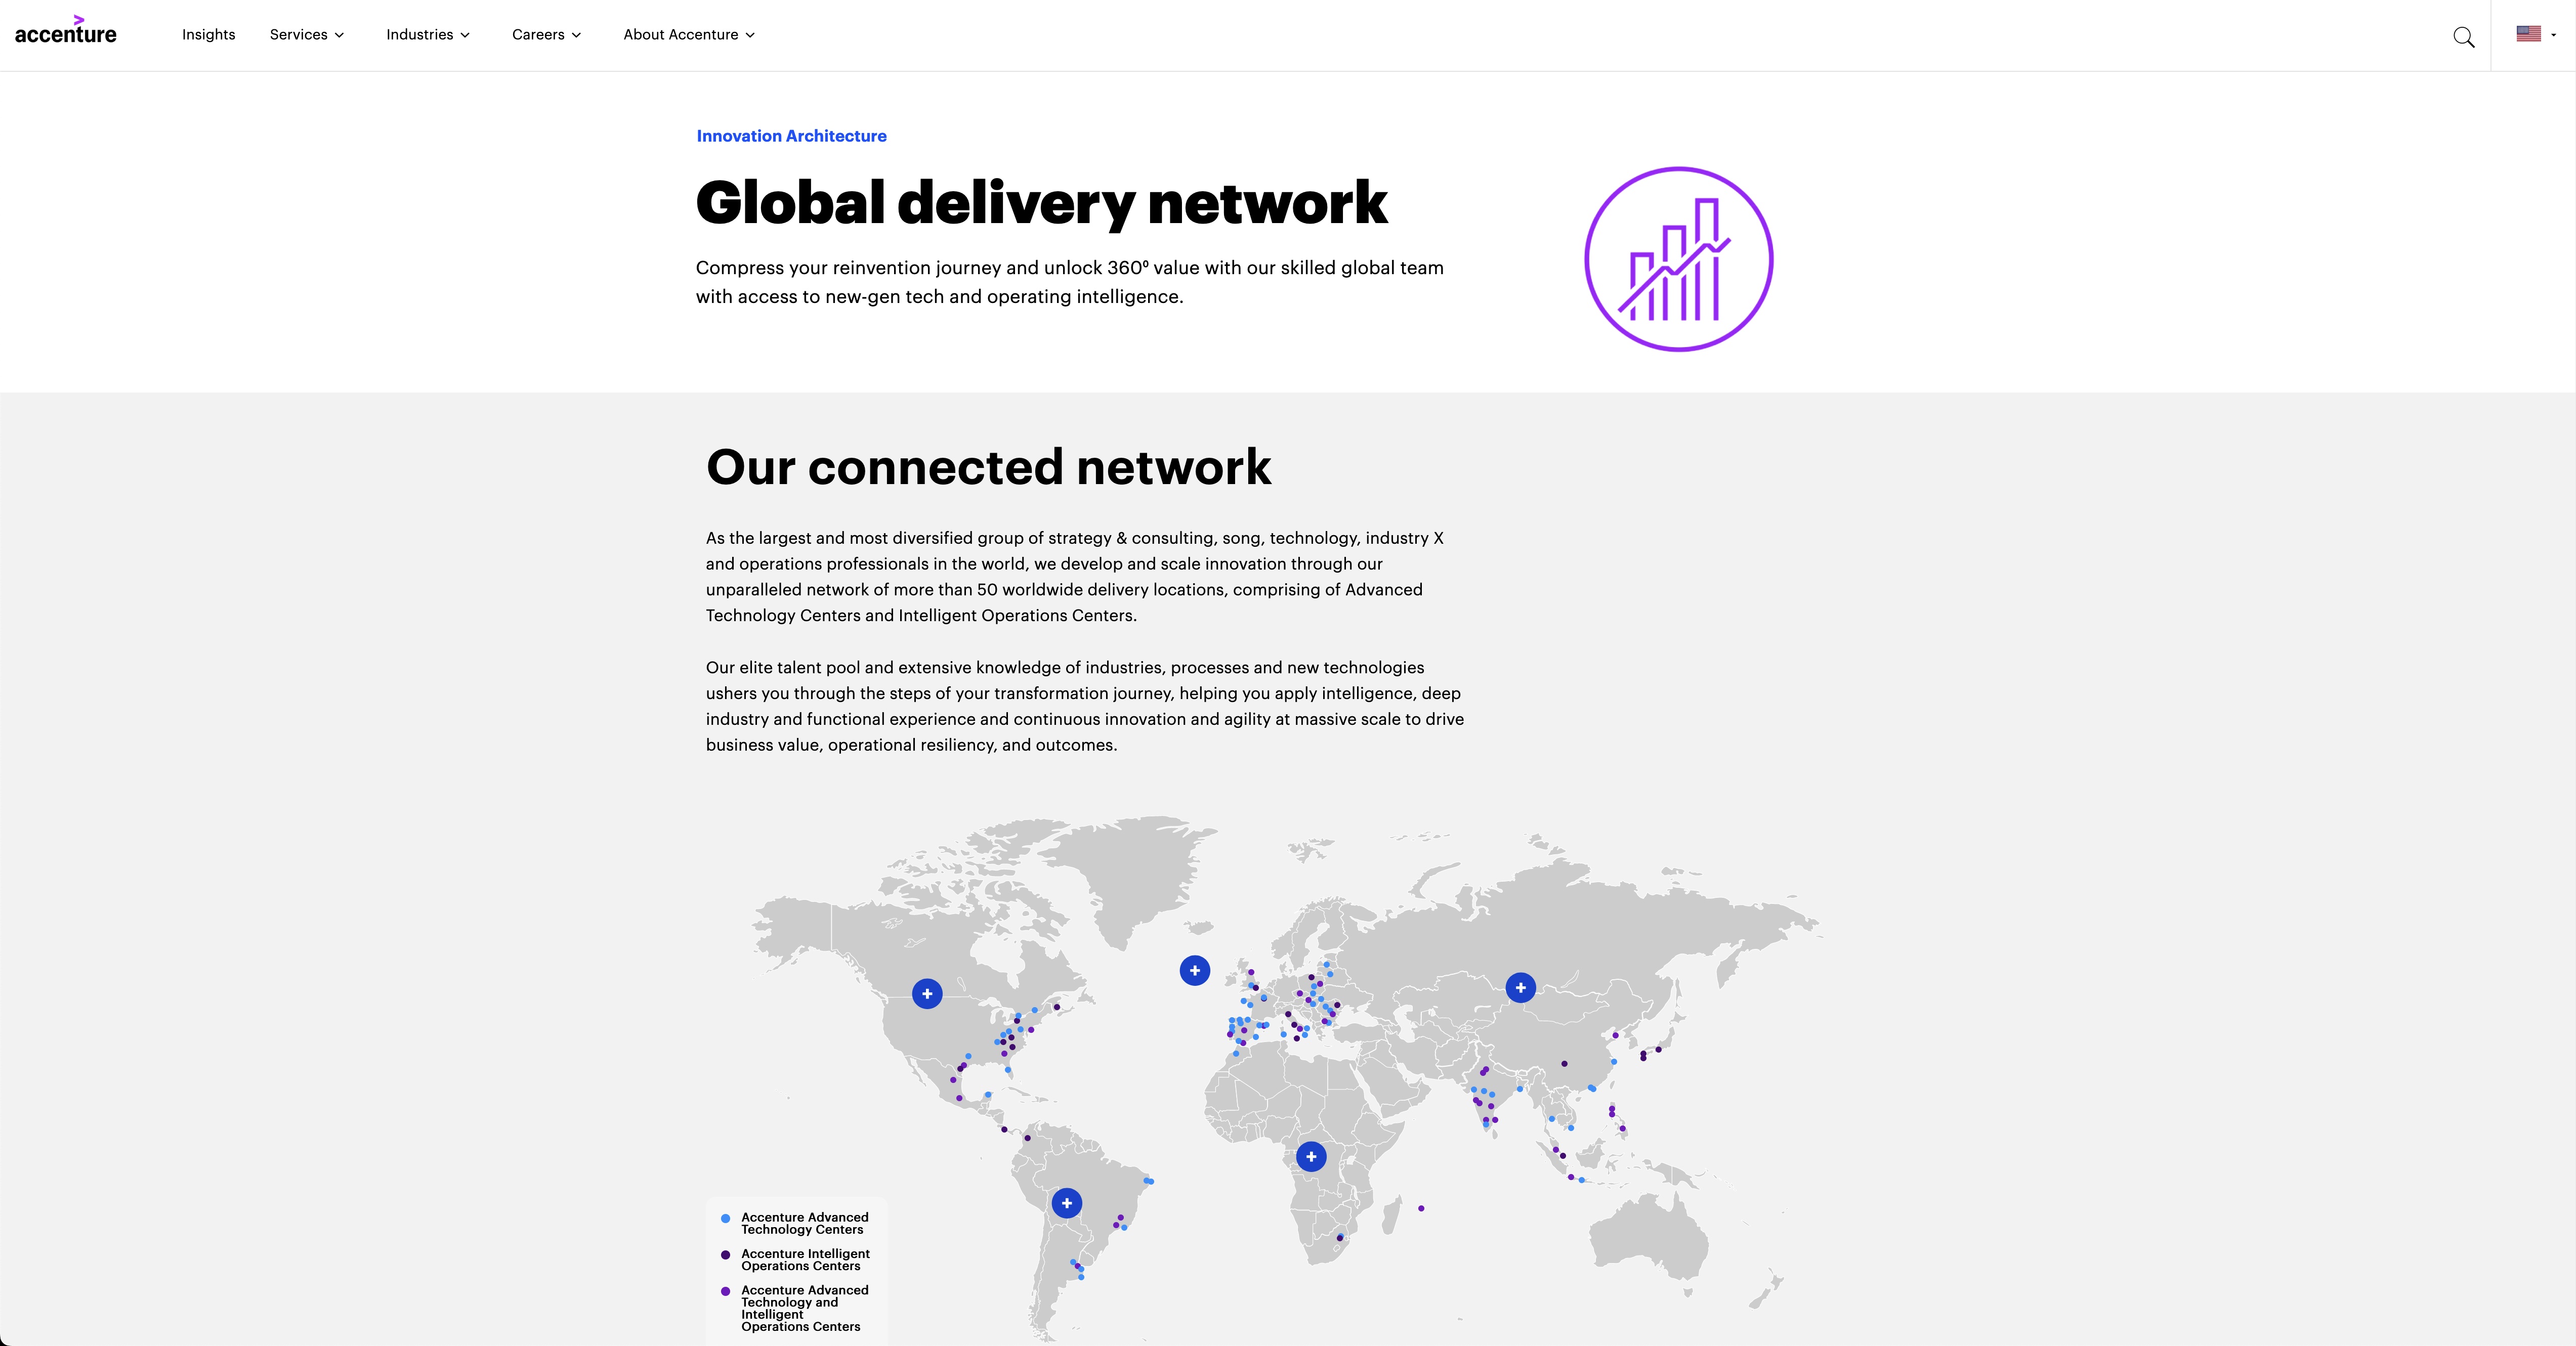 accenture
Insights
Services
Industries
Careers
About Accenture
Innovation Architecture
Global delivery network
Compress your reinvention journey and unlock 360⁰ value with our skilled global team
with access to new-gen tech and operating intelligence.
Our connected network
As the largest and most diversified group of strategy & consulting, song, technology, industry X
and operations professionals in the world, we develop and scale innovation through our
unparalleled network of more than 50 worldwide delivery locations, comprising of Advanced
Technology Centers and Intelligent Operations Centers.
Our elite talent pool and extensive knowledge of industries, processes and new technologies
ushers you through the steps of your transformation journey, helping you apply intelligence, deep
industry and functional experience and continuous innovation and agility at massive scale to drive
business value, operational resiliency, and outcomes.
Accenture Advanced
Technology Centers
Accenture Intelligent
Operations Centers
Accenture Advanced
Technology and
Intelligent
Operations Centers